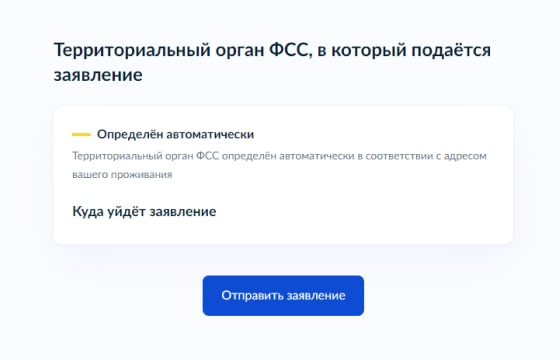 Территориальный орган ФСС, в который подаётся
заявление
Определён автоматически
Территориальный орган ФСС определён автоматически в соответствии с адресом
вашего проживания
Куда уйдёт заявление
Отправить заявление